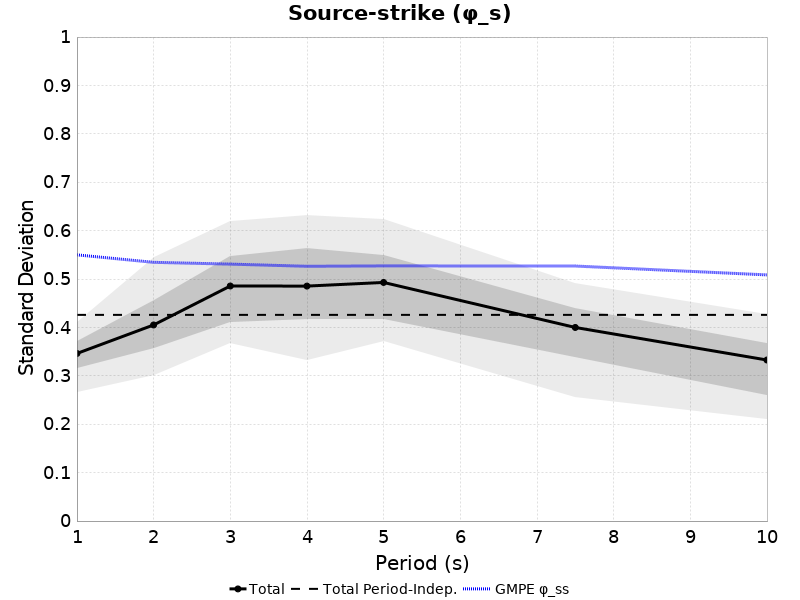 Source-strike (φ_s)
1
0.9
0.8
0.7
0.6
0.5
0.4
0.3
0.2
0.1
0
Standard Deviation
1 2 3 4 5 6 7 8 9 10
Period (s)
Total Total Period-Indep. GMPE φ_ss